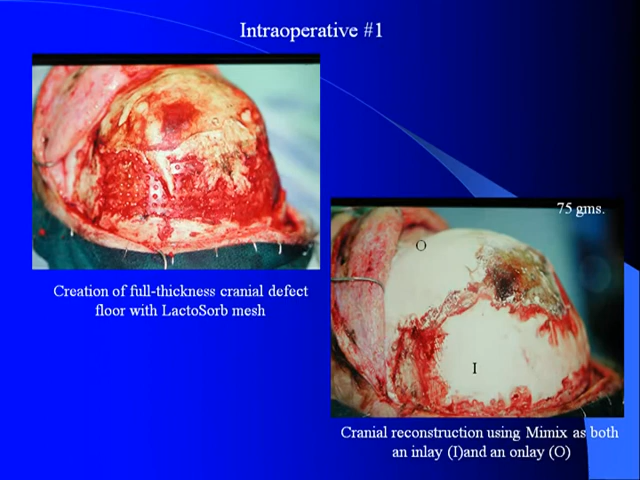 Intraoperative #1
Creation of full-thickness cranial defect
floor with LactoSorb mesh
75 gms.
O
I
Cranial reconstruction using Mimix as both
an inlay (I)and an onlay (O)